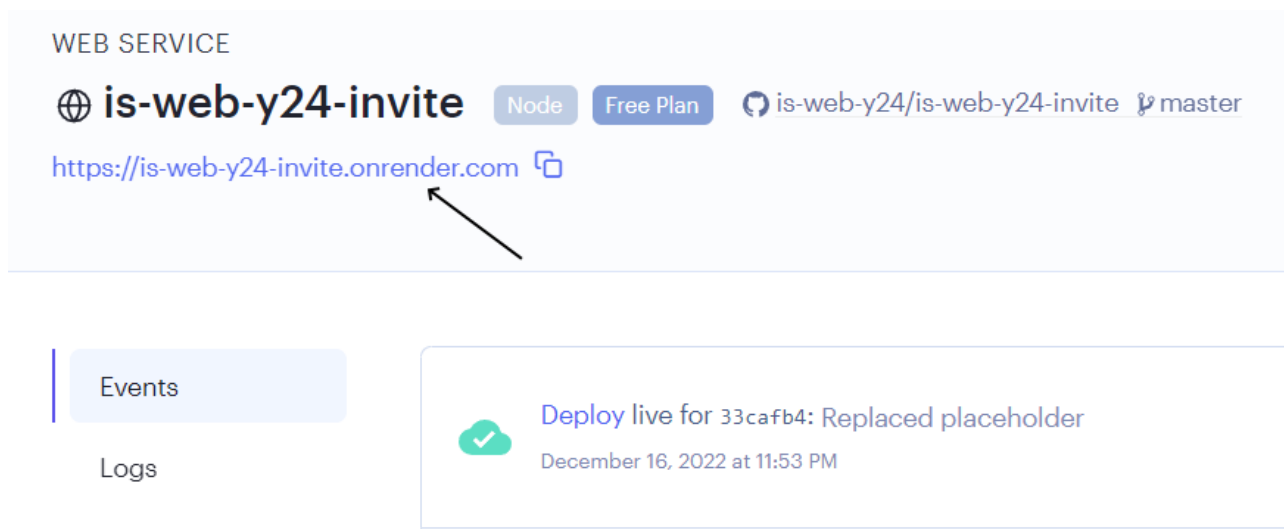 WEB SERVICE
is-web-y24-invite Node Free Plan is-web-y24/is-web-y24-invite master
https://is-web-y24-invite.onrender.com
Events
Deploy live for 33cafb4: Replaced placeholder
December 16, 2022 at 11:53 PM
Logs